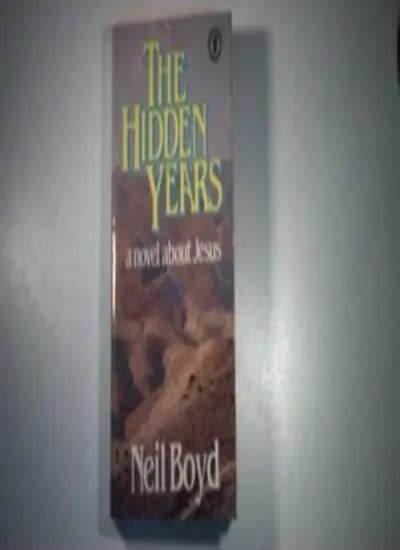 THE
HIDDEN
YEARS
a novel about Jesus
Neil Boyd